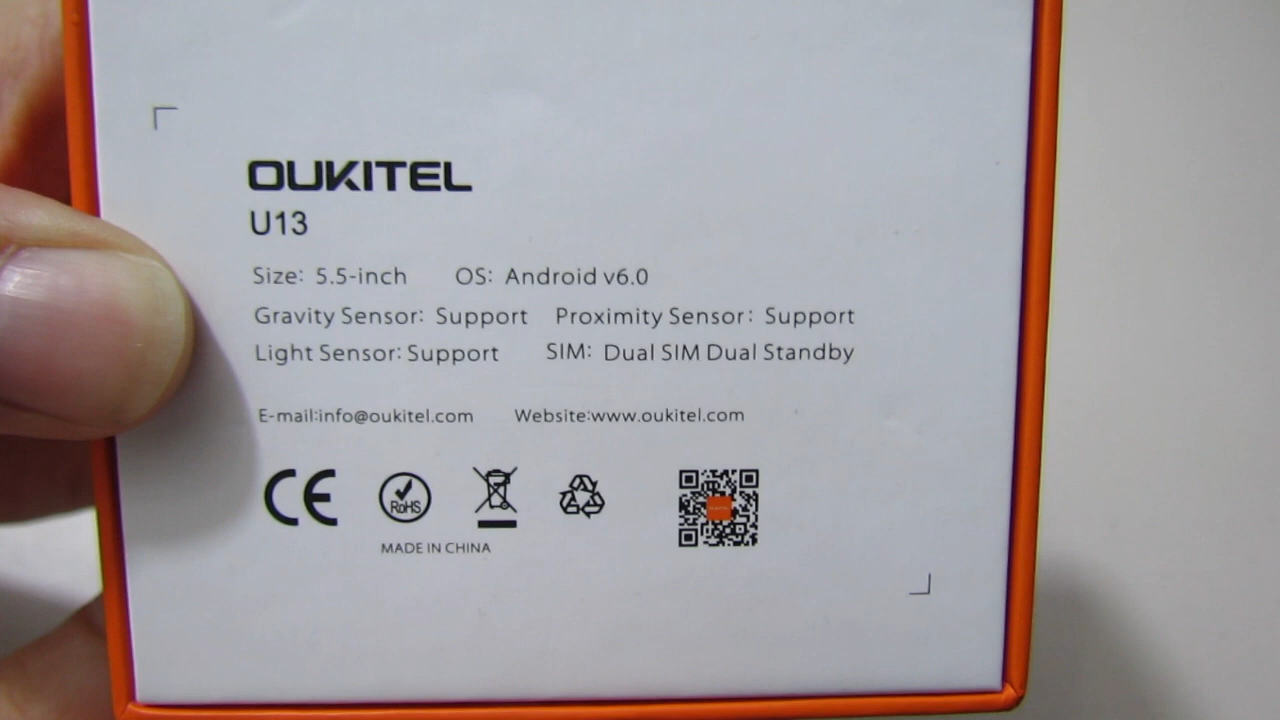 OUKITEL
U13
Size: 5.5-inch OS: Android v6.0
Gravity Sensor: Support Proximity Sensor: Support
Light Sensor: Support SIM: Dual SIM Dual Standby
E-mail:info@oukitel.com Website:www.oukitel.com
CE RoHS
MADE IN CHINA